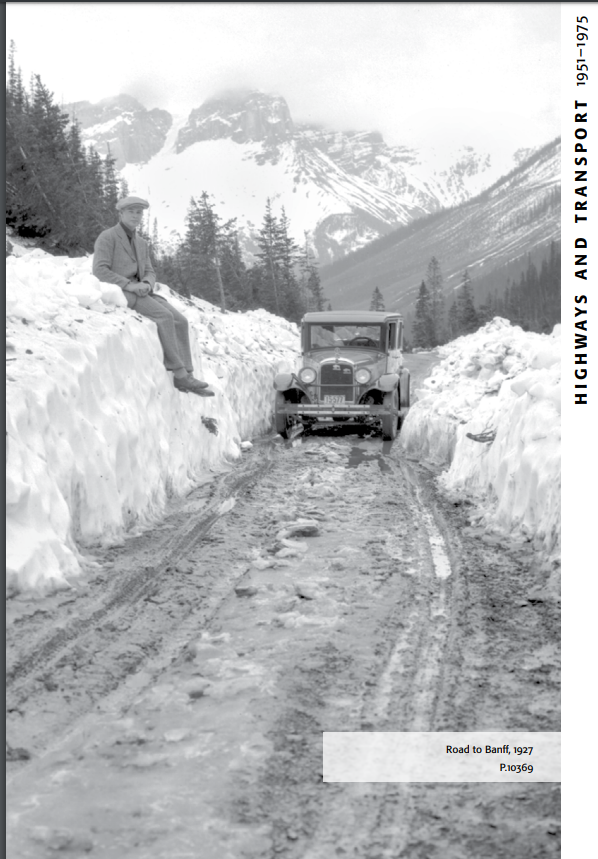 HIGHWAYS AND TRANSPORT 1951–1975
Road to Banff, 1927
P.10369